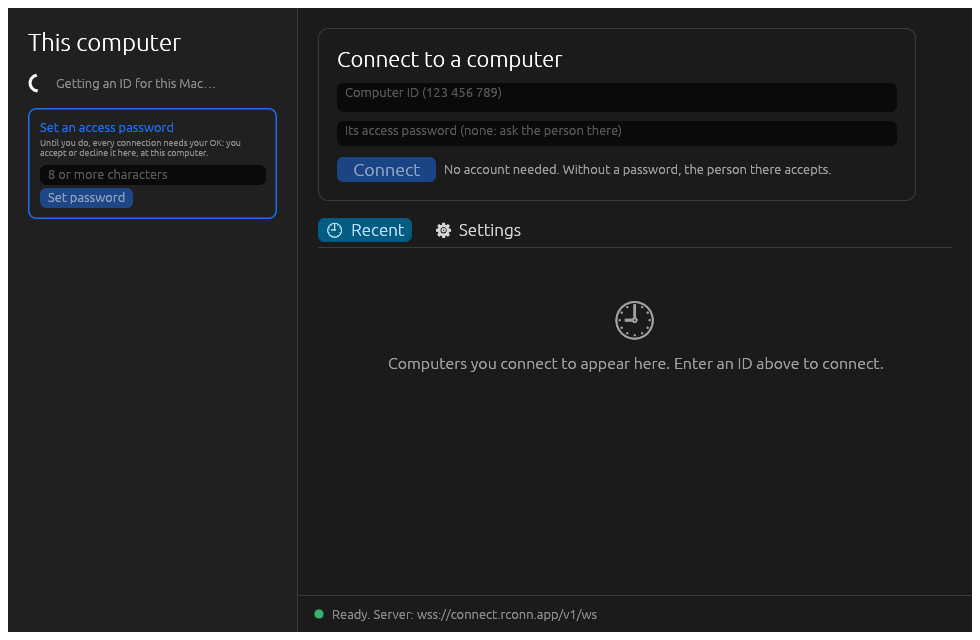 This computer
Getting an ID for this Mac…
Set an access password
Until you do, every connection needs your OK: you
accept or decline it here, at this computer.
8 or more characters
Set password
Connect to a computer
Computer ID (123 456 789)
Its access password (none: ask the person there)
Connect
No account needed. Without a password, the person there accepts.
Recent
Settings
Computers you connect to appear here. Enter an ID above to connect.
Ready. Server: wss://connect.rconn.app/v1/ws